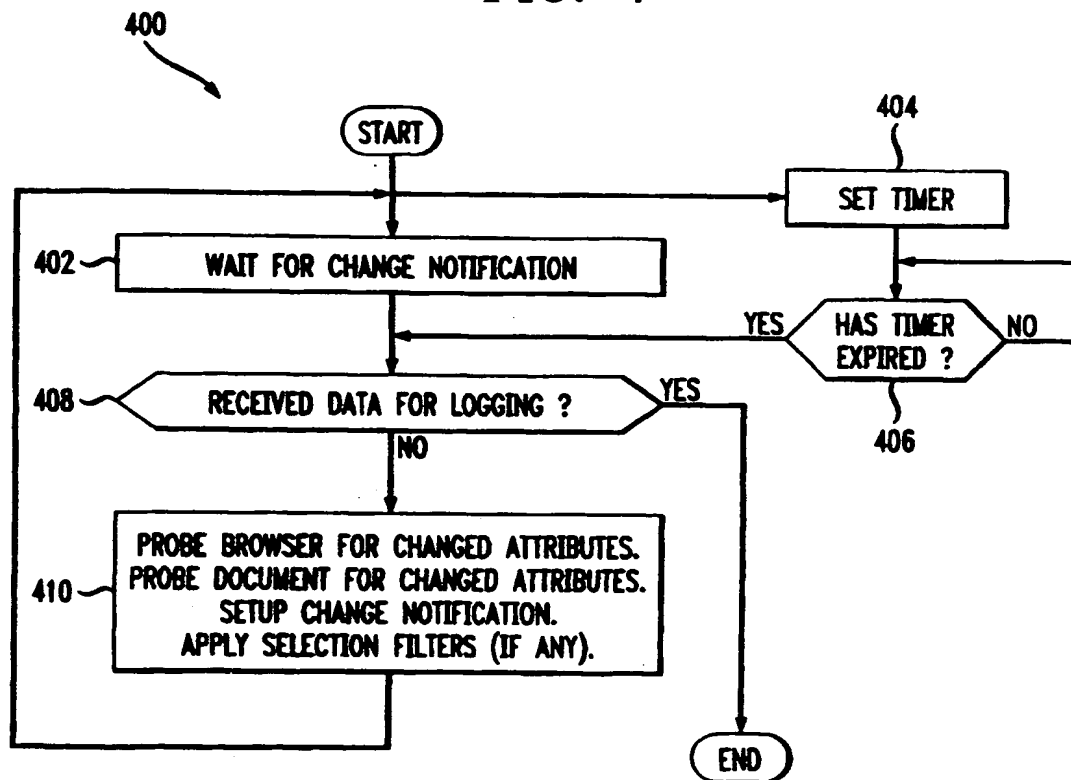 400
START
404
SET TIMER
402
WAIT FOR CHANGE NOTIFICATION
YES
HAS TIMER
EXPIRED ?
NO
406
408
RECEIVED DATA FOR LOGGING ?
YES
NO
410
PROBE BROWSER FOR CHANGED ATTRIBUTES.
PROBE DOCUMENT FOR CHANGED ATTRIBUTES.
SETUP CHANGE NOTIFICATION.
APPLY SELECTION FILTERS (IF ANY).
END